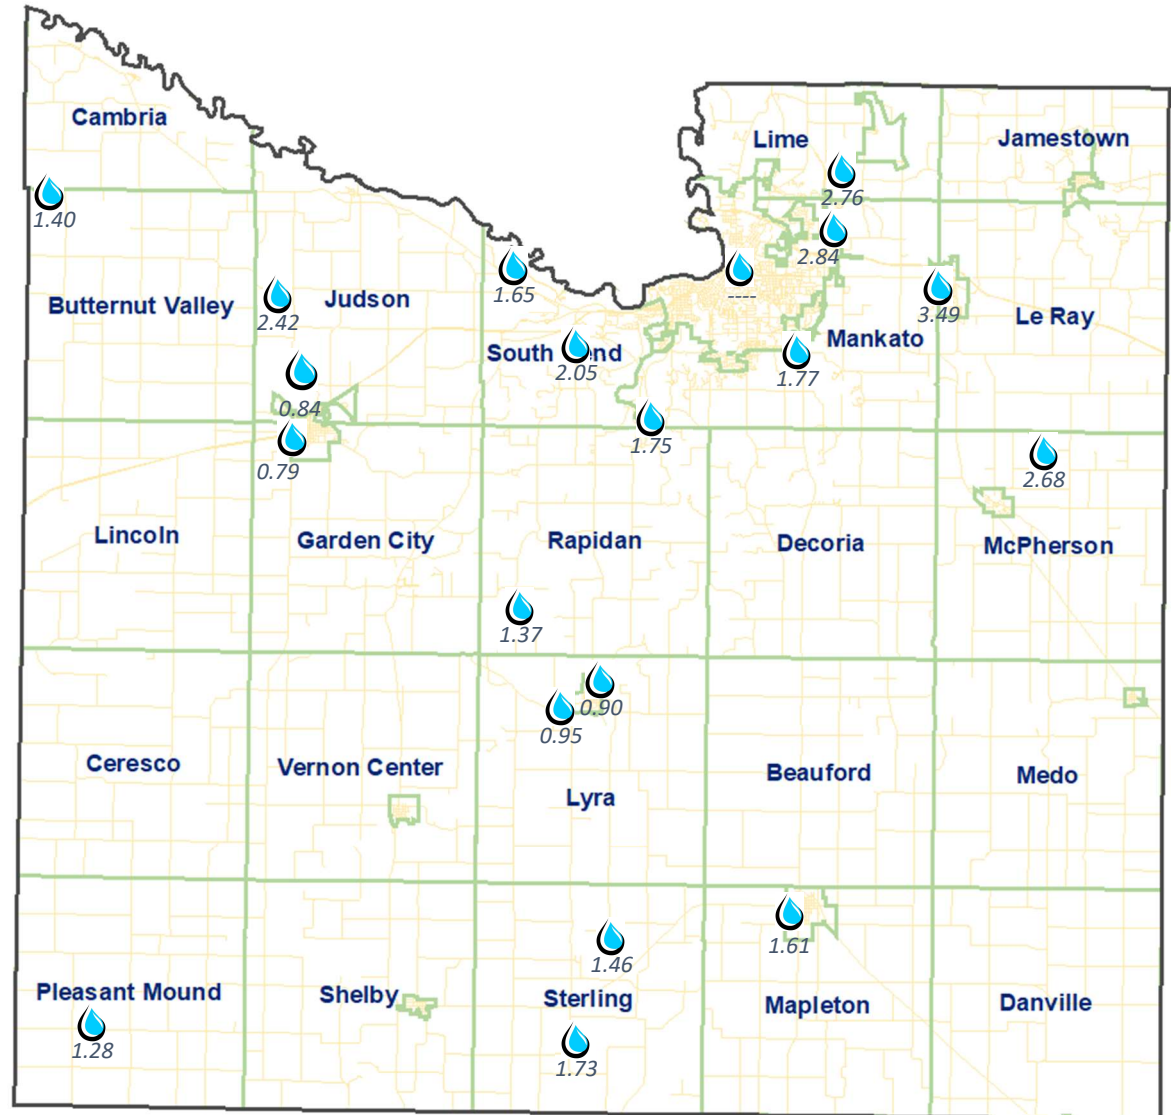 Cambria
Lime
Jamestown
2.76
1.40
2.84
Butternut Valley
Judson
1.65
----
3.49
Le Ray
2.42
South nd
Mankato
2.05
1.77
0.84
1.75
0.79
2.68
Lincoln
Garden City
Rapidan
Decoria
McPherson
1.37
0.90
0.95
Ceresco
Vernon Center
Beauford
Medo
Lyra
1.61
1.46
Pleasant Mound
Shelby
Sterling
Mapleton
Danville
1.28
1.73